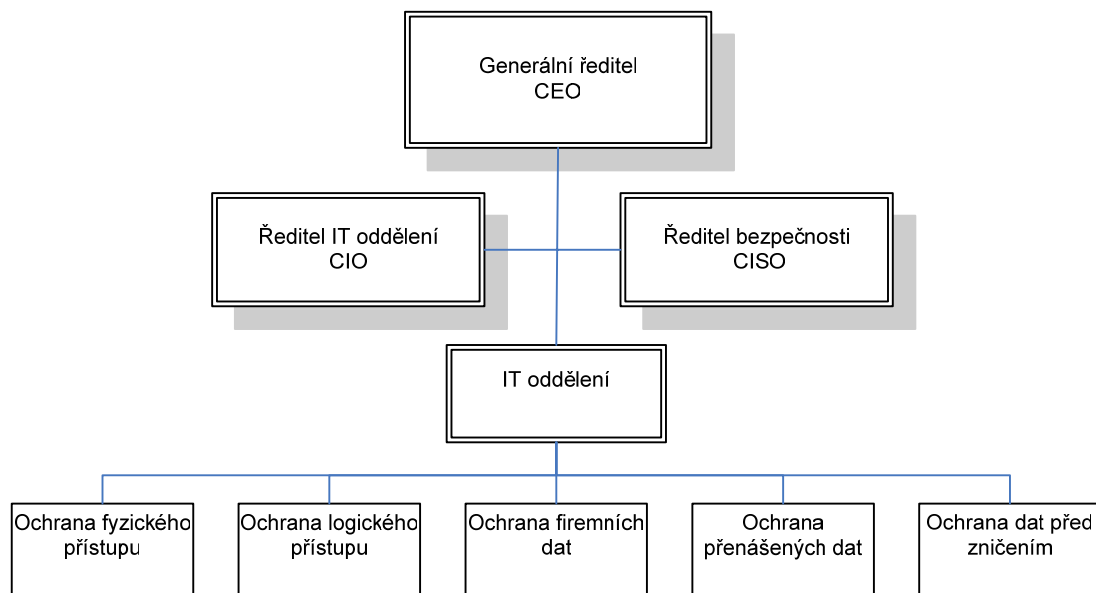 Generální ředitel
CEO
Ředitel IT oddělení
CIO
Ředitel bezpečnosti
CISO
IT oddělení
Ochrana fyzického
přístupu
Ochrana logického
přístupu
Ochrana firemních
dat
Ochrana
přenášených dat
Ochrana dat před
zničením